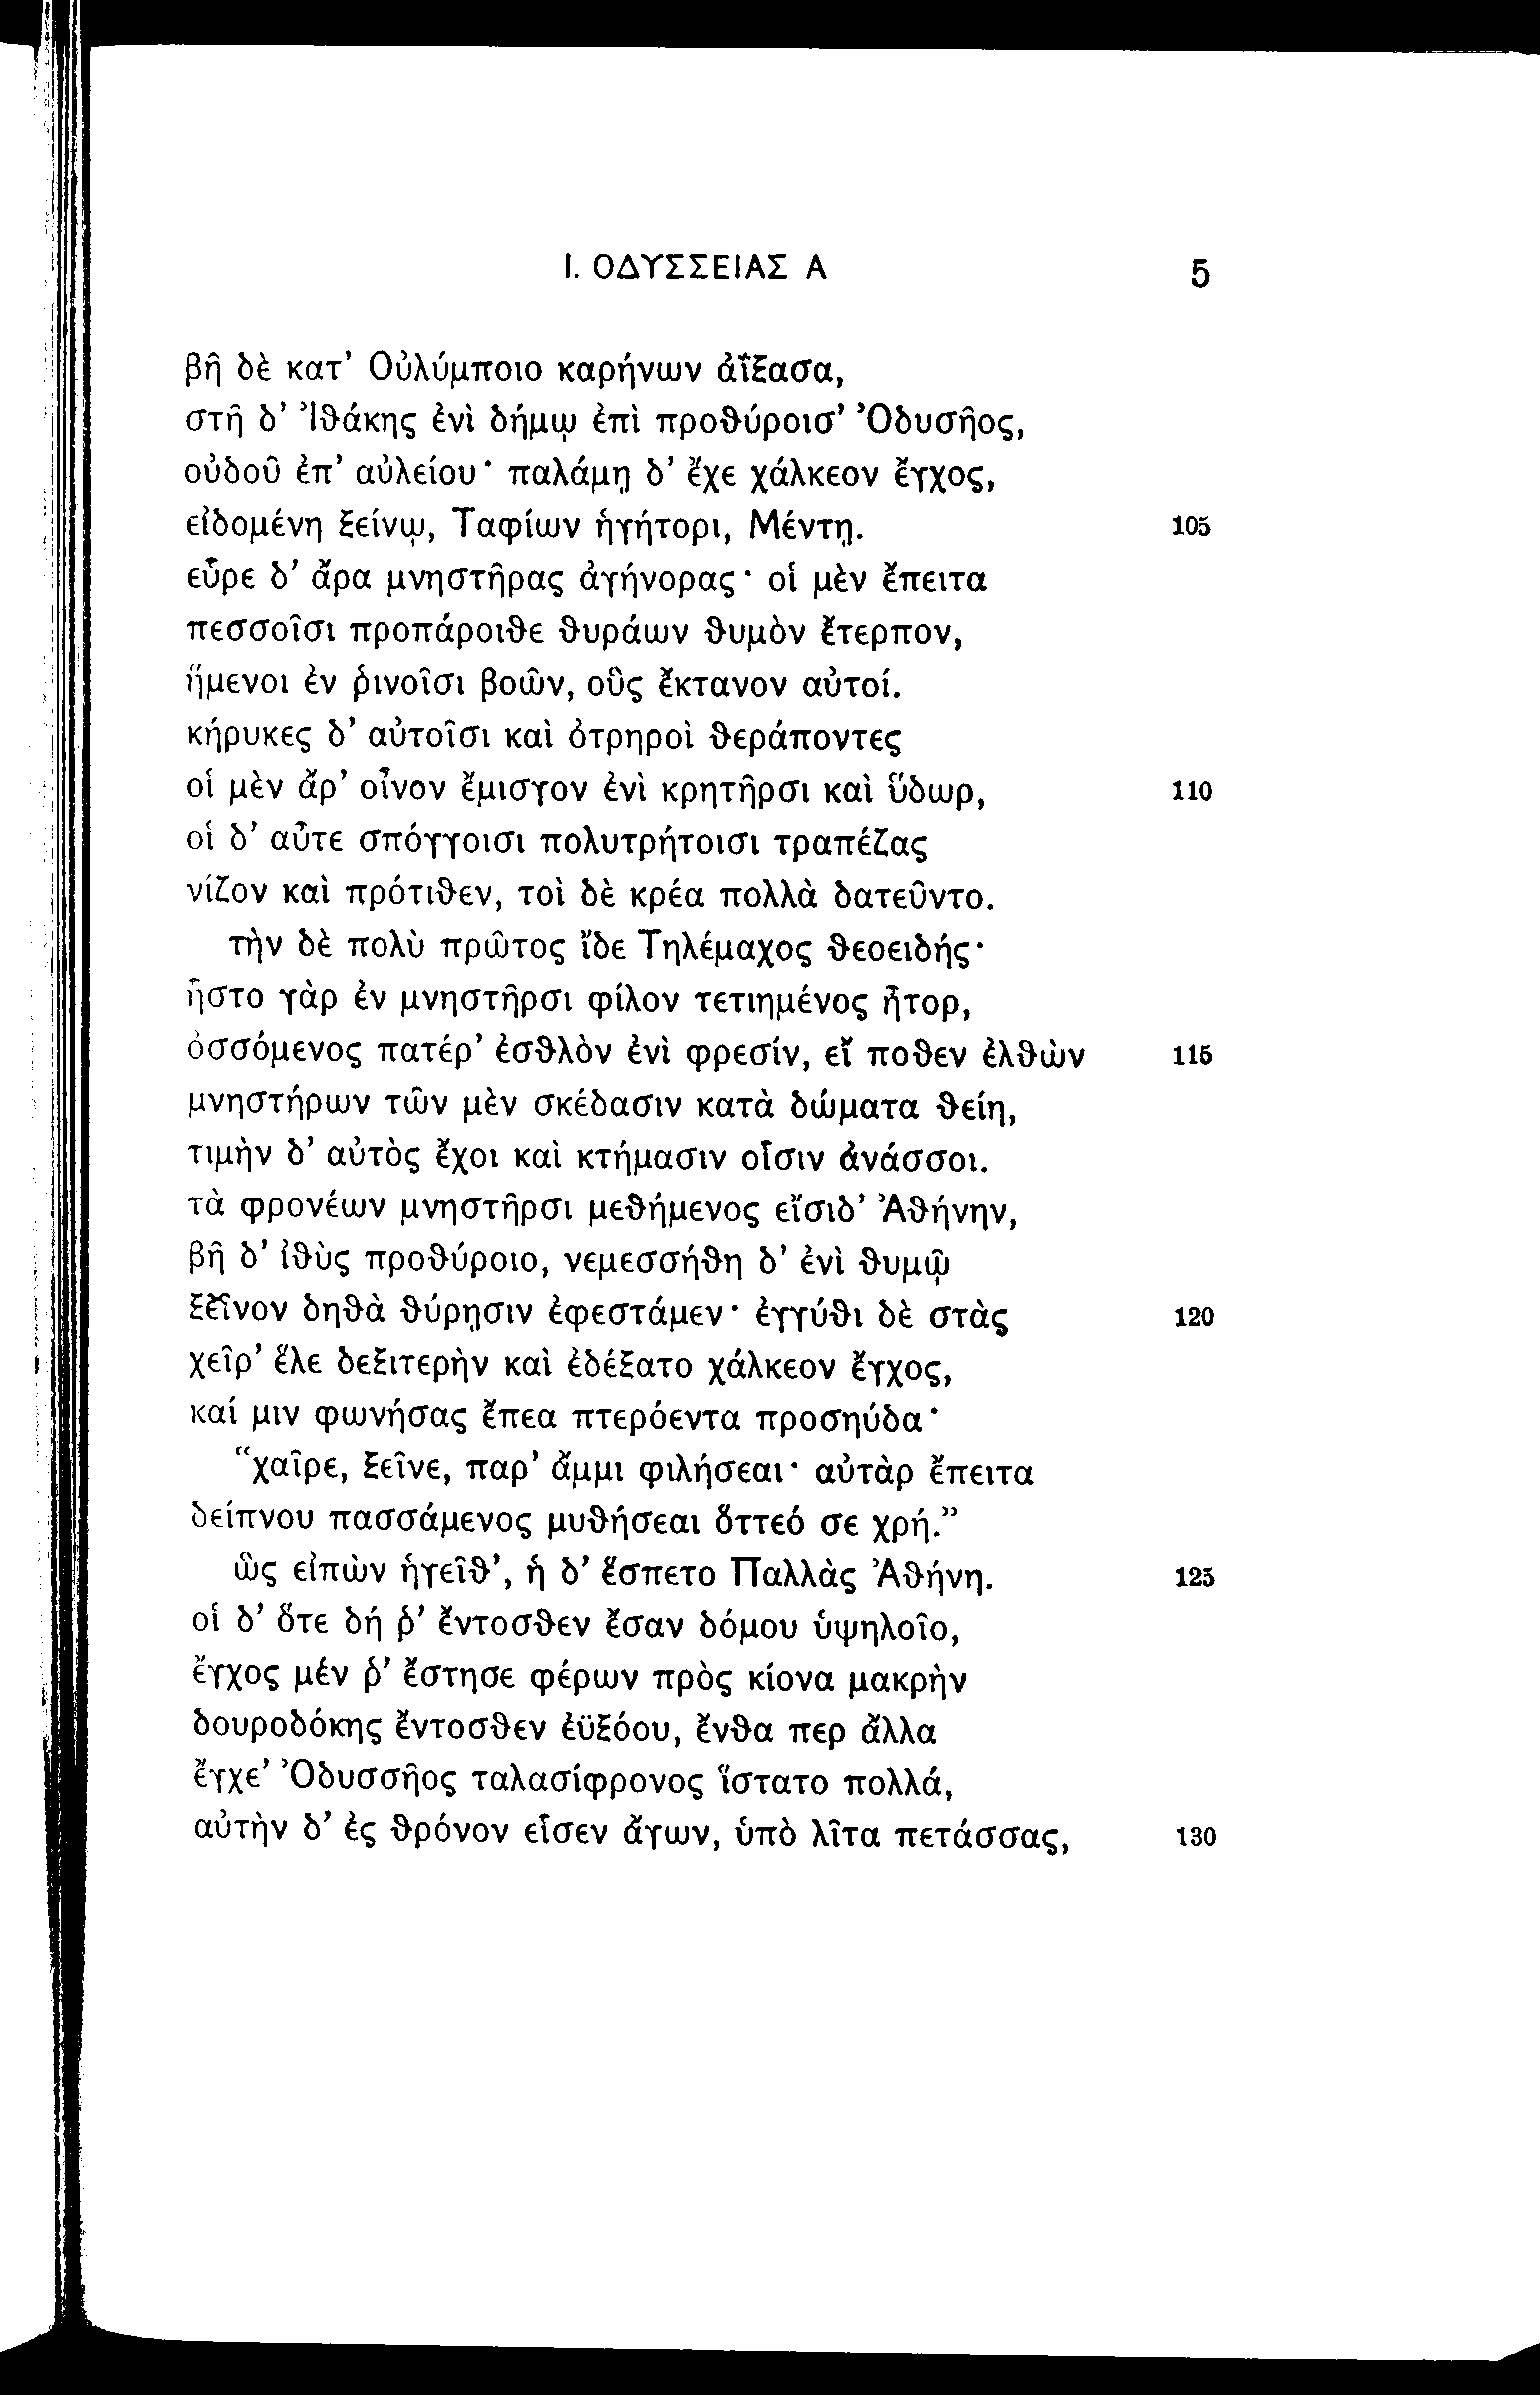 I. ΟΔΥΣΣΕΙΑΣ Α 5
βῆ δὲ κατ’ Οὐλύμποιο καρήνων ἀΐξασα,
στῆ δ’ Ἰθάκης ἐνὶ δήμῳ ἐπὶ προθύροισ’ Ὀδυσῆος,
οὐδοῦ ἐπ’ αὐλείου· παλάμῃ δ’ ἔχε χάλκεον ἔγχος,
εἰδομένη ξείνῳ, Ταφίων ἡγήτορι, Μέντῃ. 105
εὗρε δ’ ἄρα μνηστῆρας ἀγήνορας· οἱ μὲν ἔπειτα
πεσσοῖσι προπάροιθε θυράων θυμὸν ἔτερπον,
ἥμενοι ἐν ῥινοῖσι βοῶν, οὓς ἔκτανον αὐτοί.
κήρυκες δ’ αὐτοῖσι καὶ ὀτρηροὶ θεράποντες
οἱ μὲν ἄρ’ οἶνον ἔμισγον ἐνὶ κρητῆρσι καὶ ὕδωρ, 110
οἱ δ’ αὖτε σπόγγοισι πολυτρήτοισι τραπέζας
νίζον καὶ πρότιθεν, τοὶ δὲ κρέα πολλὰ δατεῦντο.
τὴν δὲ πολὺ πρῶτος ἴδε Τηλέμαχος θεοειδής·
ἧστο γὰρ ἐν μνηστῆρσι φίλον τετιημένος ἦτορ,
ὀσσόμενος πατέρ’ ἐσθλὸν ἐνὶ φρεσίν, εἴ ποθεν ἐλθὼν 115
μνηστήρων τῶν μὲν σκέδασιν κατὰ δώματα θείη,
τιμὴν δ’ αὐτὸς ἔχοι καὶ κτήμασιν οἷσιν ἀνάσσοι.
τὰ φρονέων μνηστῆρσι μεθήμενος εἴσιδ’ Ἀθήνην,
βῆ δ’ ἰθὺς προθύροιο, νεμεσσήθη δ’ ἐνὶ θυμῷ
ξεῖνον δηθὰ θύρῃσιν ἐφεστάμεν· ἐγγύθι δὲ στὰς 120
χεῖρ’ ἕλε δεξιτερὴν καὶ ἐδέξατο χάλκεον ἔγχος,
καί μιν φωνήσας ἔπεα πτερόεντα προσηύδα·
“χαῖρε, ξεῖνε, παρ’ ἄμμι φιλήσεαι· αὐτὰρ ἔπειτα
δείπνου πασσάμενος μυθήσεαι ὅττεό σε χρή.”
ὣς εἰπὼν ἡγεῖθ’, ἡ δ’ ἕσπετο Παλλὰς Ἀθήνη. 125
οἱ δ’ ὅτε δή ῥ’ ἔντοσθεν ἔσαν δόμου ὑψηλοῖο,
ἔγχος μέν ῥ’ ἔστησε φέρων πρὸς κίονα μακρὴν
δουροδόκης ἔντοσθεν ἐϋξόου, ἔνθα περ ἄλλα
ἔγχε’ Ὀδυσσῆος ταλασίφρονος ἵστατο πολλά,
αὐτὴν δ’ ἐς θρόνον εἷσεν ἄγων, ὑπὸ λῖτα πετάσσας, 130